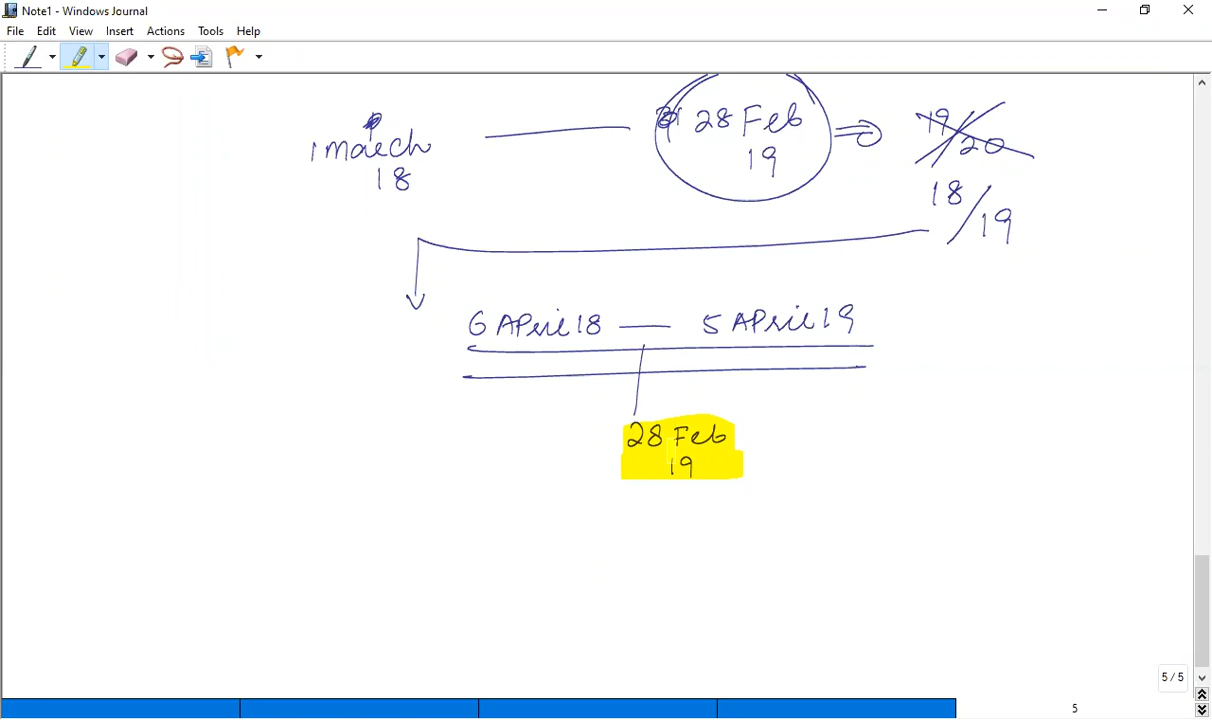 Note1 - Windows Journal
File Edit View Insert Actions Tools Help
1 March 28 Feb 19/20
18 19
18/19
6 April 18 — 5 April 19
28 Feb
19
5 / 5
5